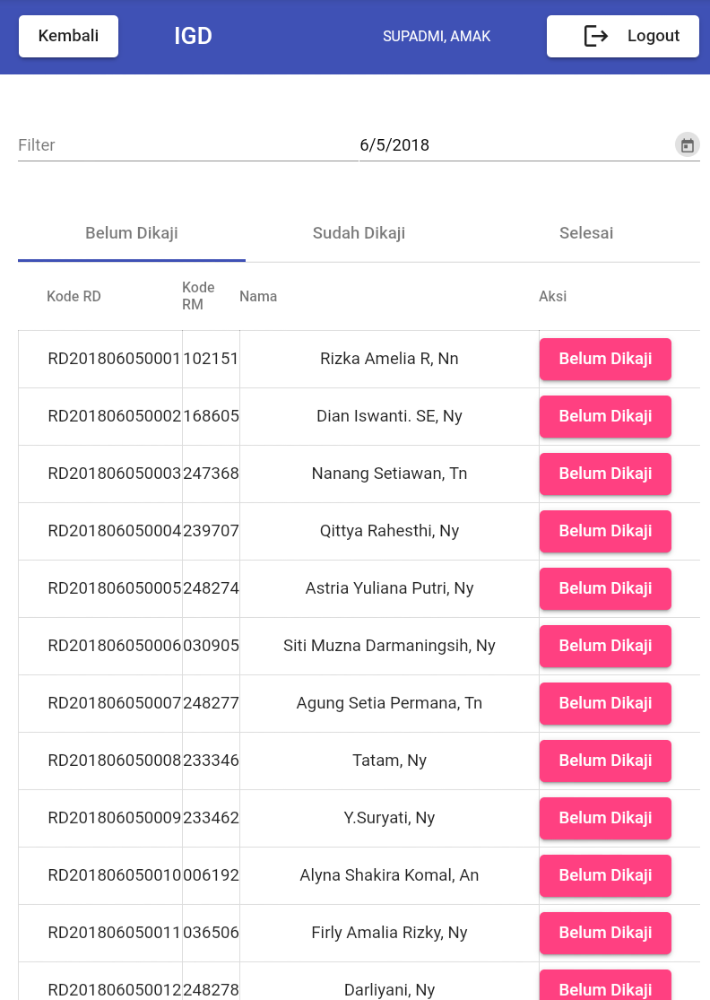 Kembali IGD SUPADMI, AMAK Logout
Filter 6/5/2018
Belum Dikaji Sudah Dikaji Selesai
Kode RD Kode RM Nama Aksi
RD201806050001 102151 Rizka Amelia R, Nn Belum Dikaji
RD201806050002 168605 Dian Iswanti. SE, Ny Belum Dikaji
RD201806050003 247368 Nanang Setiawan, Tn Belum Dikaji
RD201806050004 239707 Qittya Rahesthi, Ny Belum Dikaji
RD201806050005 248274 Astria Yuliana Putri, Ny Belum Dikaji
RD201806050006 030905 Siti Muzna Darmaningsih, Ny Belum Dikaji
RD201806050007 248277 Agung Setia Permana, Tn Belum Dikaji
RD201806050008 233346 Tatam, Ny Belum Dikaji
RD201806050009 233462 Y.Suryati, Ny Belum Dikaji
RD201806050010 006192 Alyna Shakira Komal, An Belum Dikaji
RD201806050011 036506 Firly Amalia Rizky, Ny Belum Dikaji
RD201806050012 248278 Darliyani, Ny Belum Dikaji